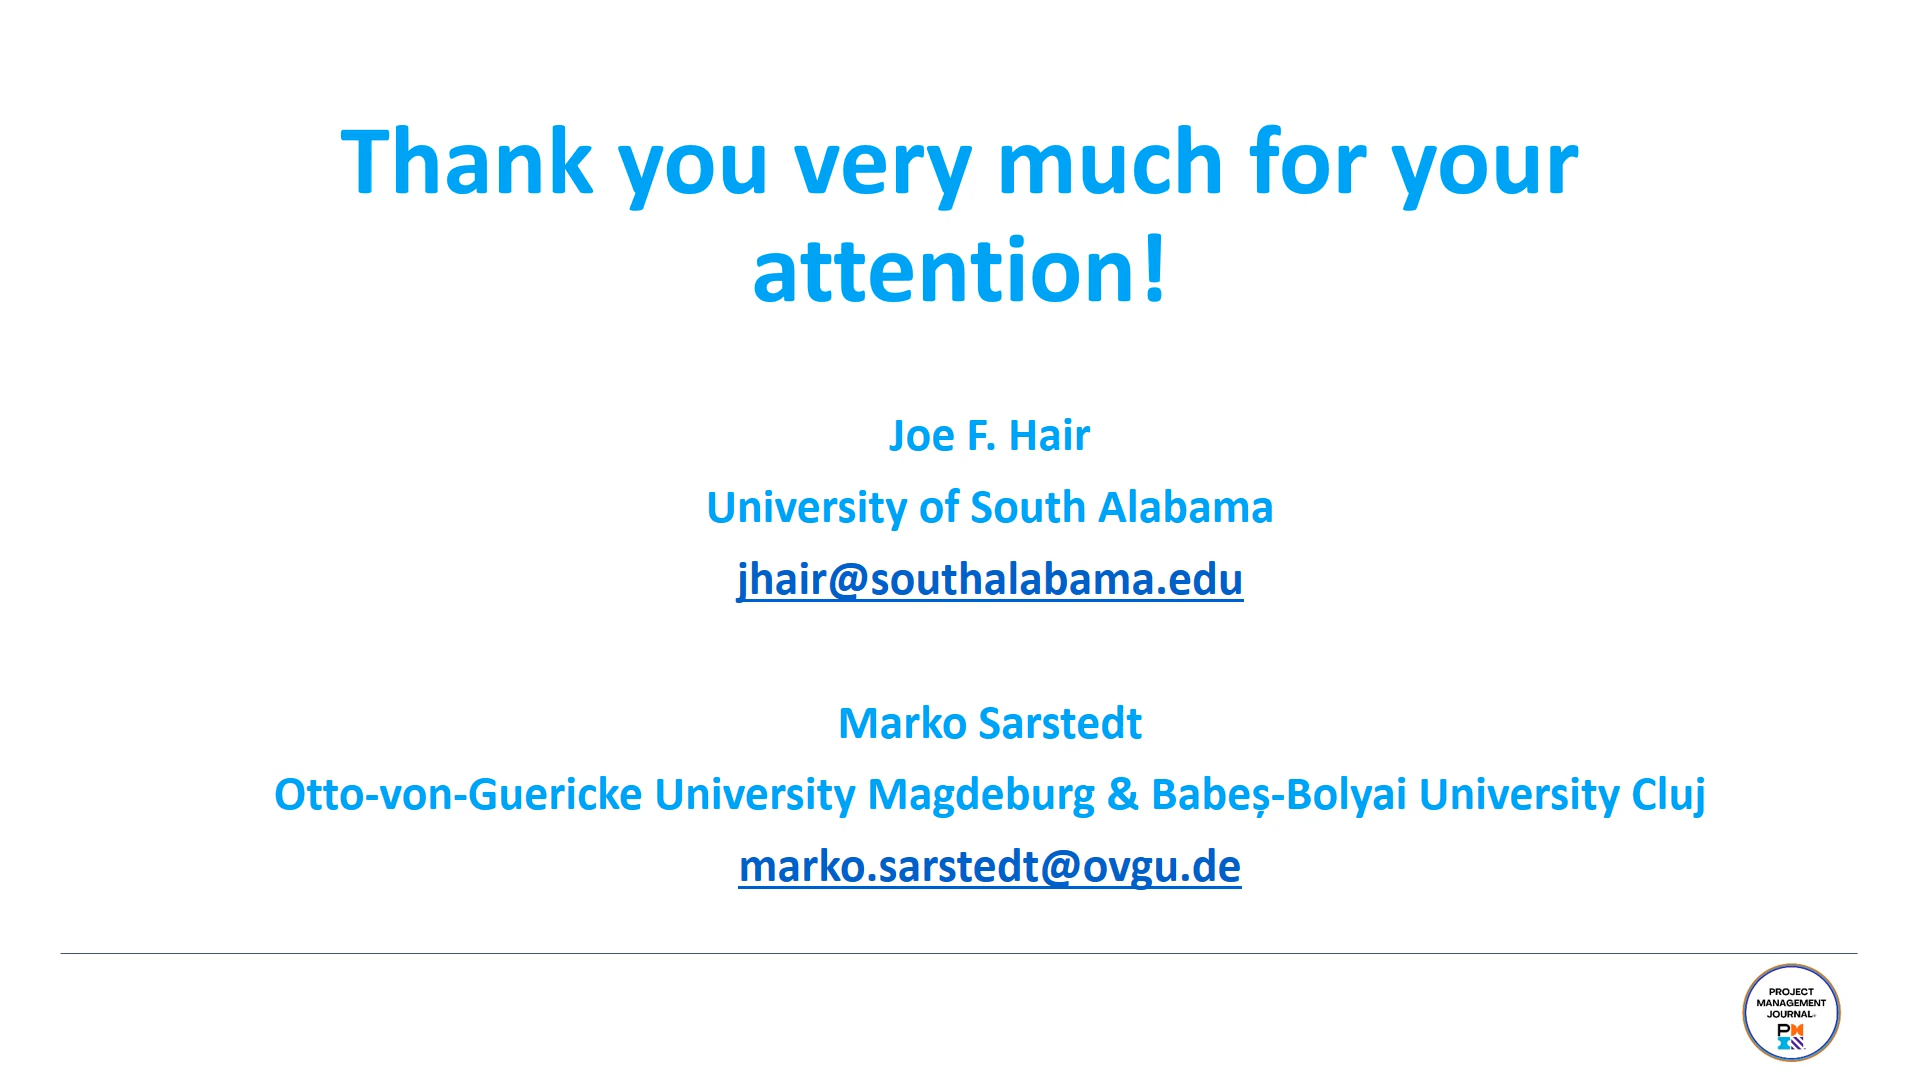 Thank you very much for your
attention!
Joe F. Hair
University of South Alabama
jhair@southalabama.edu
Marko Sarstedt
Otto-von-Guericke University Magdeburg & Babeș-Bolyai University Cluj
marko.sarstedt@ovgu.de
PROJECT
MANAGEMENT
JOURNAL®
PM